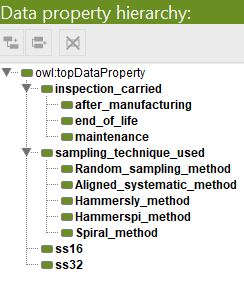 Data property hierarchy:
owl:topDataProperty
inspection_carried
after_manufacturing
end_of_life
maintenance
sampling_technique_used
Random_sampling_method
Aligned_systematic_method
Hammersly_method
Hammerspi_method
Spiral_method
ss16
ss32